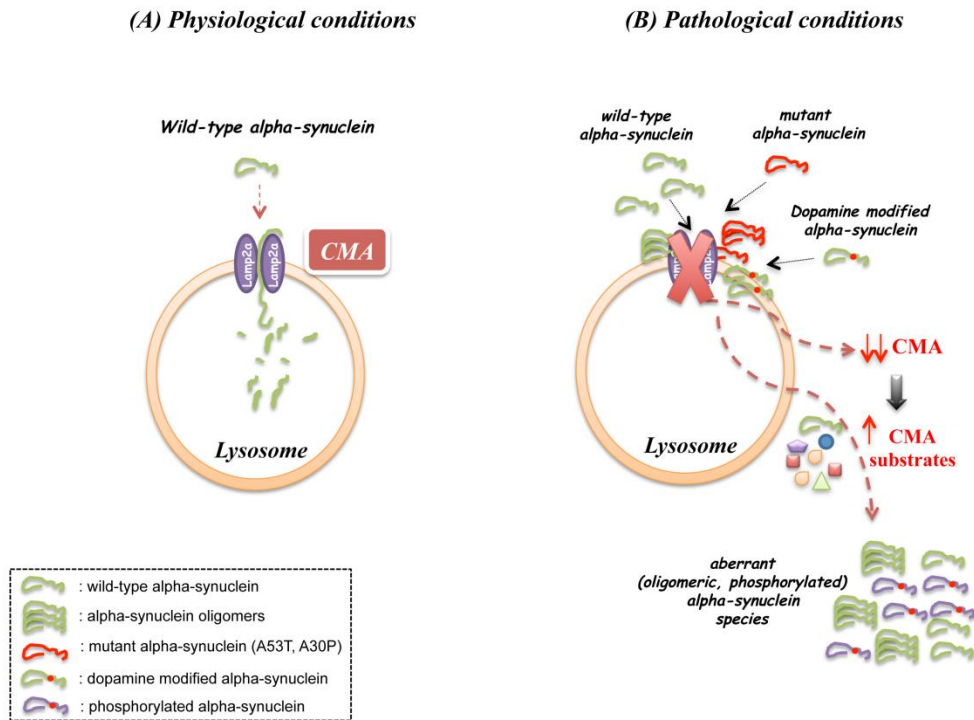 (A) Physiological conditions
Wild-type alpha-synuclein
Lamp2a
Lamp2a
CMA
Lysosome
(B) Pathological conditions
wild-type
alpha-synuclein
mutant
alpha-synuclein
Dopamine modified
alpha-synuclein
CMA
CMA
substrates
Lysosome
aberrant
(oligomeric, phosphorylated)
alpha-synuclein
species
: wild-type alpha-synuclein
: alpha-synuclein oligomers
: mutant alpha-synuclein (A53T, A30P)
: dopamine modified alpha-synuclein
: phosphorylated alpha-synuclein